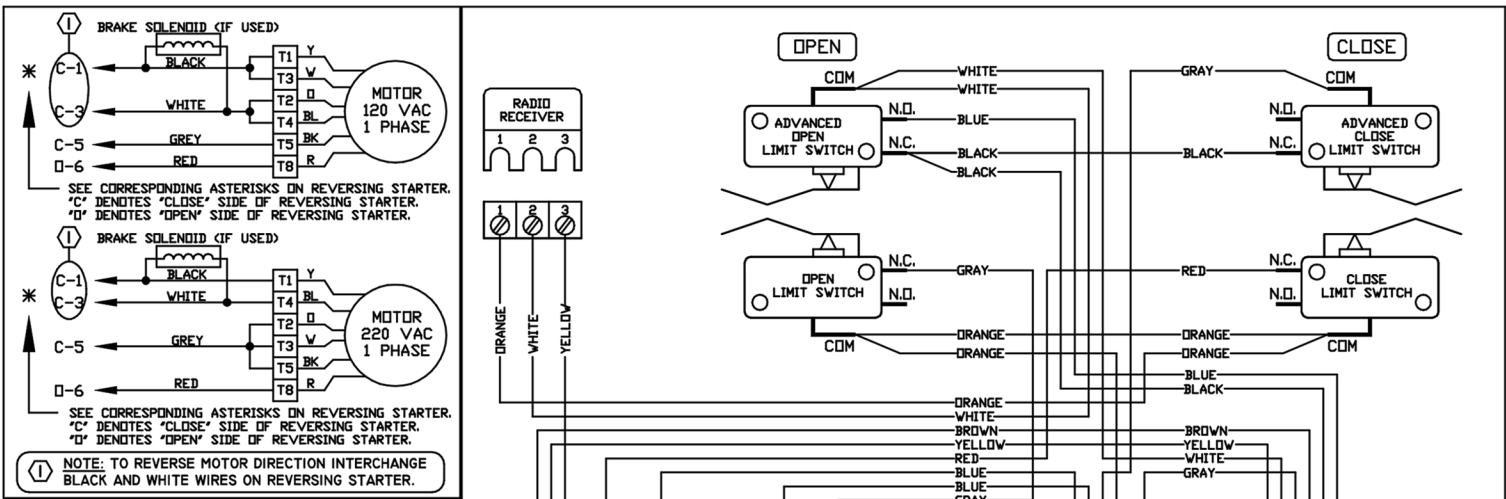 1 BRAKE SOLENOID (IF USED)
* C-1 BLACK T1 Y
T3 W
C-3 WHITE T2 O
T4 BL
C-5 GREY T5 BK
O-6 RED T8 R
MOTOR
120 VAC
1 PHASE
SEE CORRESPONDING ASTERISKS ON REVERSING STARTER.
"C" DENOTES "CLOSE" SIDE OF REVERSING STARTER.
"O" DENOTES "OPEN" SIDE OF REVERSING STARTER.
1 BRAKE SOLENOID (IF USED)
C-1 BLACK T1 Y
* C-3 WHITE T4 BL
T2 O
C-5 GREY T3 W
T5 BK
O-6 RED T8 R
MOTOR
220 VAC
1 PHASE
SEE CORRESPONDING ASTERISKS ON REVERSING STARTER.
"C" DENOTES "CLOSE" SIDE OF REVERSING STARTER.
"O" DENOTES "OPEN" SIDE OF REVERSING STARTER.
1 NOTE: TO REVERSE MOTOR DIRECTION INTERCHANGE
BLACK AND WHITE WIRES ON REVERSING STARTER.
RADIO
RECEIVER
1 2 3
1 2 3
ORANGE
WHITE
YELLOW
OPEN
COM
N.O.
ADVANCED
OPEN
LIMIT SWITCH
N.C.
WHITE
WHITE
BLUE
BLACK
BLACK
CLOSE
GRAY
COM
N.O.
ADVANCED
CLOSE
LIMIT SWITCH
N.C.
BLACK
N.C.
OPEN
LIMIT SWITCH
N.O.
COM
GRAY
ORANGE
ORANGE
RED
N.C.
CLOSE
LIMIT SWITCH
N.O.
COM
ORANGE
ORANGE
BLUE
BLACK
ORANGE
WHITE
BROWN
YELLOW
RED
BLUE
BLUE
GRAY
BROWN
YELLOW
WHITE
GRAY